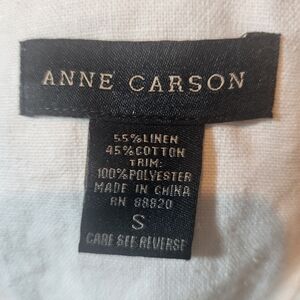 ANNE CARSON
55%LINEN
45%COTTON
TRIM:
100%POLYESTER
MADE IN CHINA
RN 88820
S
CARE SEE REVERSE